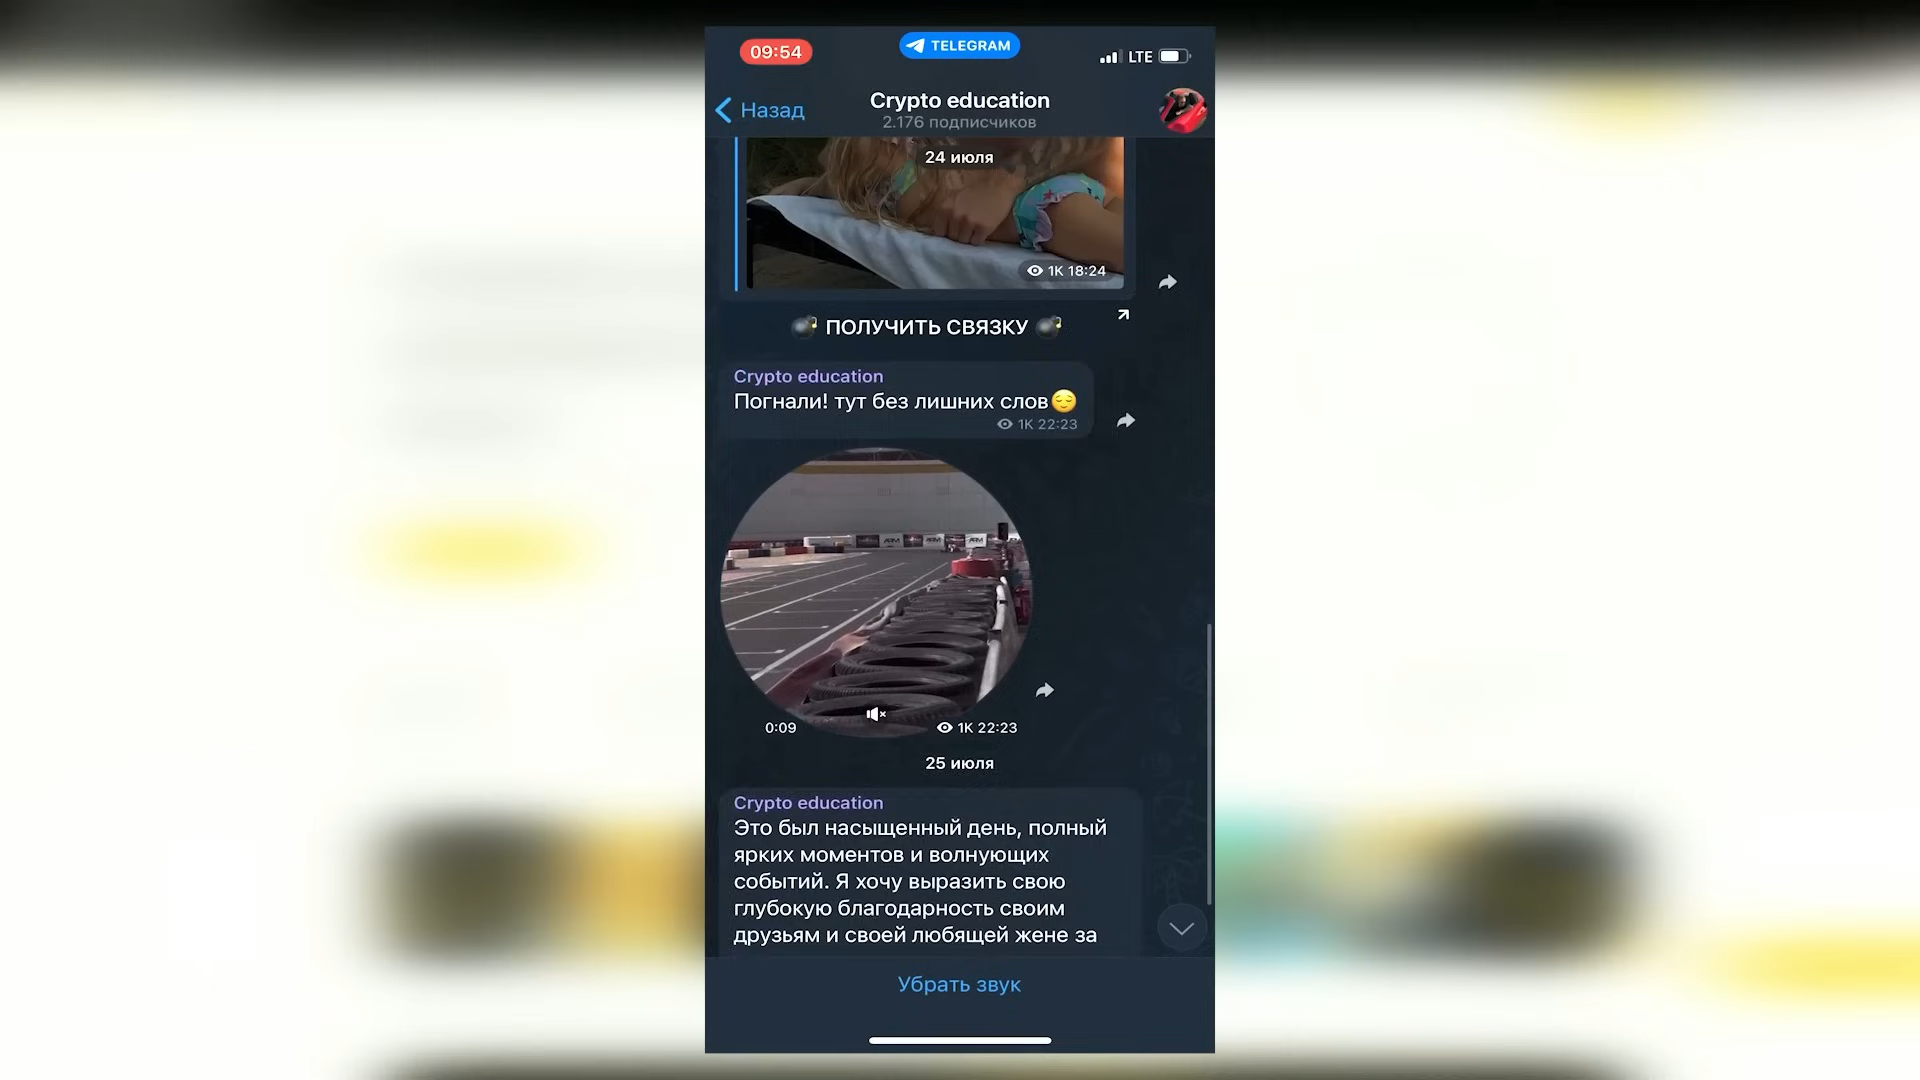 09:54
TELEGRAM
LTE
Назад
Crypto education
2.176 подписчиков
24 июля
1K 18:24
ПОЛУЧИТЬ СВЯЗКУ
Crypto education
Погнали! тут без лишних слов
1K 22:23
0:09
1K 22:23
25 июля
Crypto education
Это был насыщенный день, полный
ярких моментов и волнующих
событий. Я хочу выразить свою
глубокую благодарность своим
друзьям и своей любящей жене за
Убрать звук